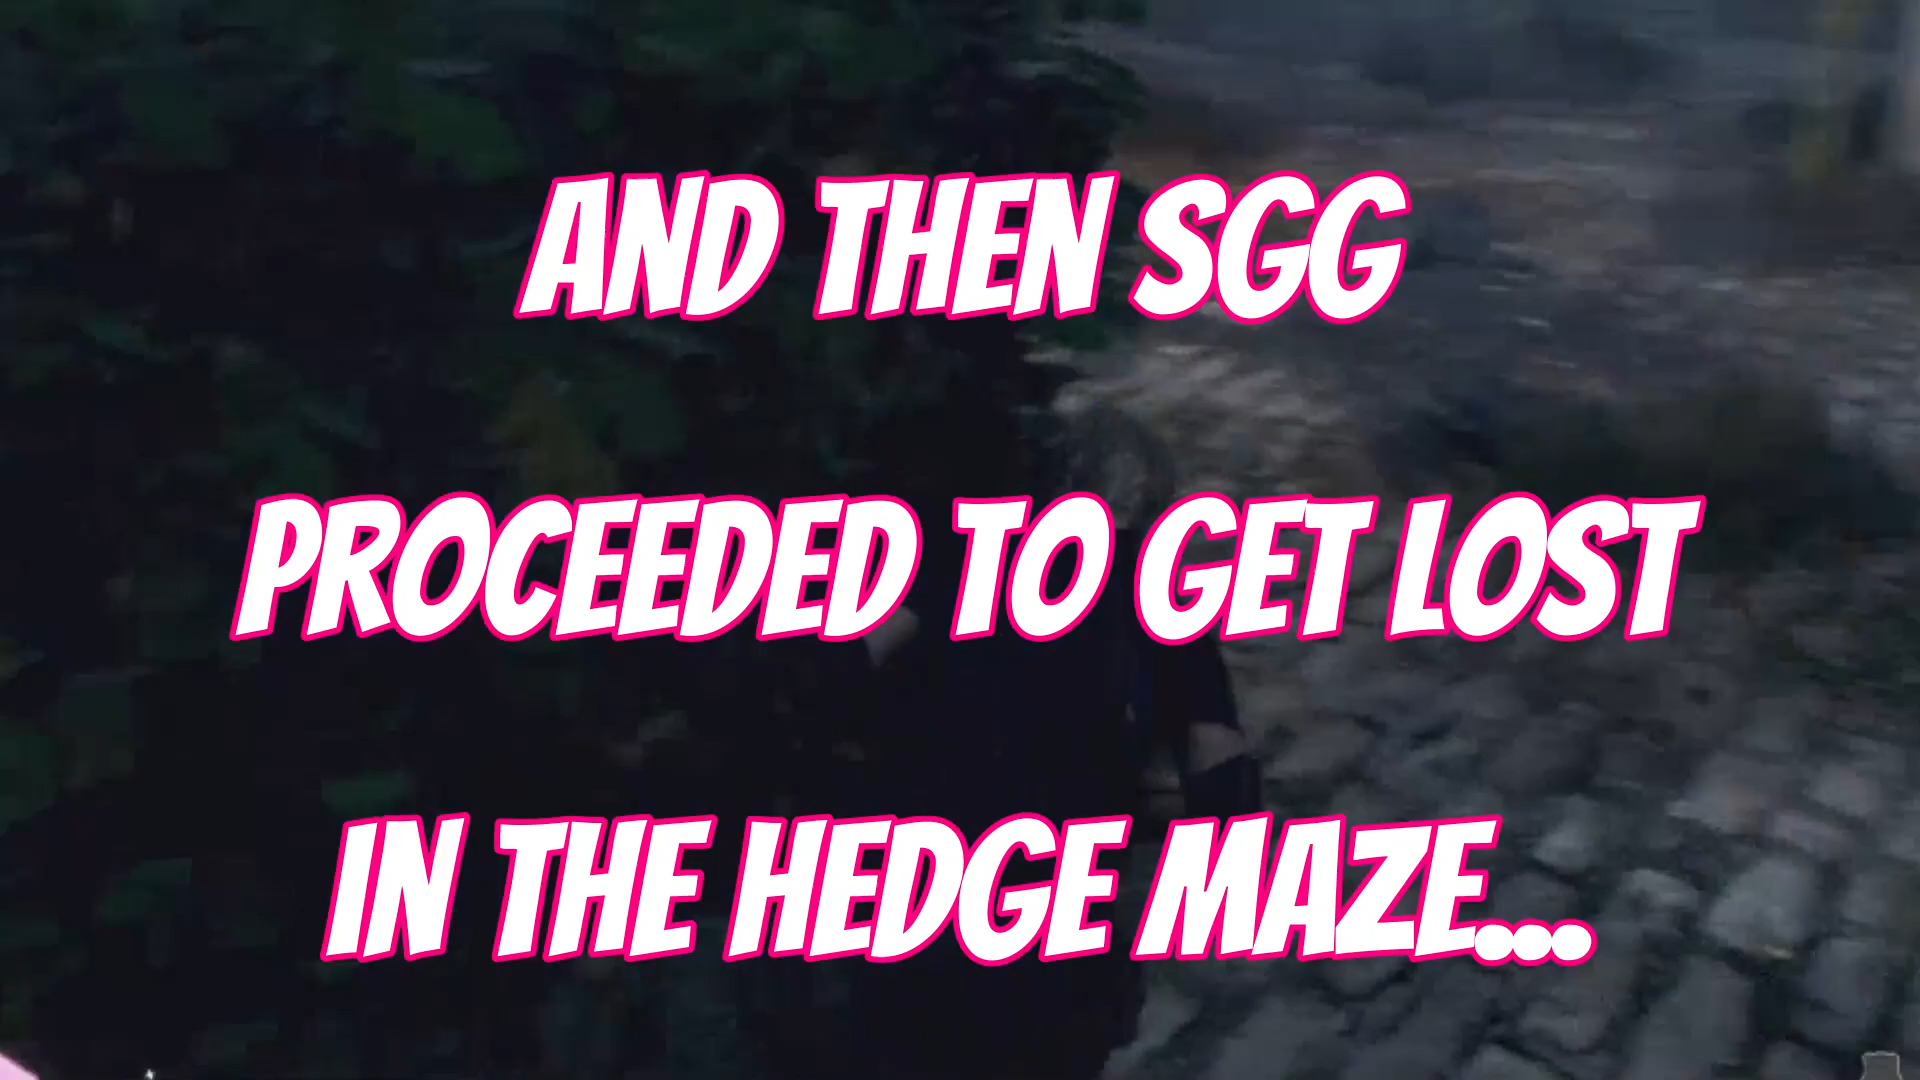 AND THEN SGG
PROCEEDED TO GET LOST
IN THE HEDGE MAZE...